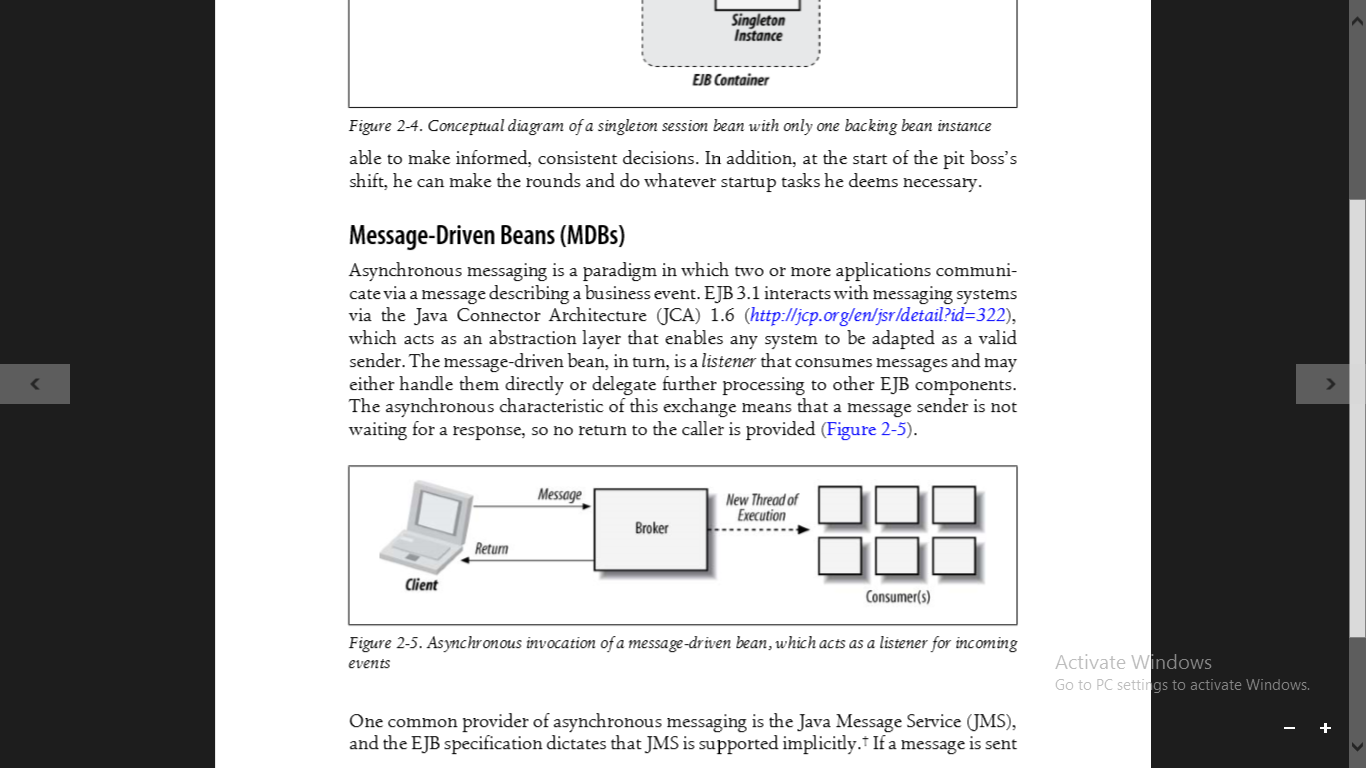 Singleton
Instance
EJB Container
Figure 2-4. Conceptual diagram of a singleton session bean with only one backing bean instance
able to make informed, consistent decisions. In addition, at the start of the pit boss’s
shift, he can make the rounds and do whatever startup tasks he deems necessary.
Message-Driven Beans (MDBs)
Asynchronous messaging is a paradigm in which two or more applications communi-
cate via a message describing a business event. EJB 3.1 interacts with messaging systems
via the Java Connector Architecture (JCA) 1.6 (http://jcp.org/en/jsr/detail?id=322),
which acts as an abstraction layer that enables any system to be adapted as a valid
sender. The message-driven bean, in turn, is a listener that consumes messages and may
either handle them directly or delegate further processing to other EJB components.
The asynchronous characteristic of this exchange means that a message sender is not
waiting for a response, so no return to the caller is provided (Figure 2-5).
Message
New Thread of
Execution
Broker
Return
Client
Consumer(s)
Figure 2-5. Asynchronous invocation of a message-driven bean, which acts as a listener for incoming
events
Activate Windows
Go to PC settings to activate Windows.
One common provider of asynchronous messaging is the Java Message Service (JMS),
and the EJB specification dictates that JMS is supported implicitly.† If a message is sent